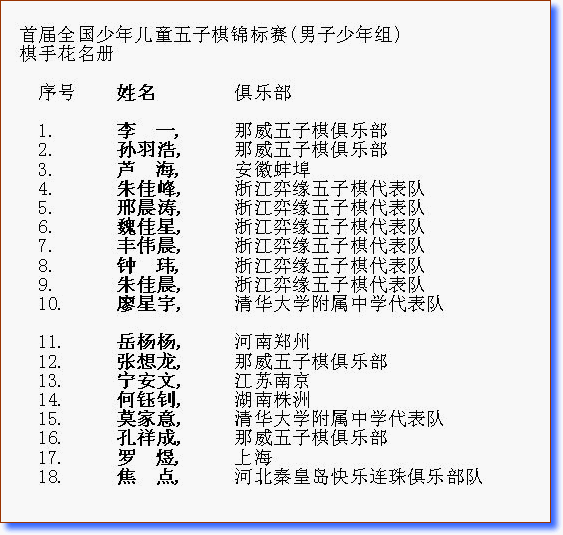 首届全国少年儿童五子棋锦标赛(男子少年组)
棋手花名册
序号 姓名 俱乐部
1. 李 一, 那威五子棋俱乐部
2. 孙羽浩, 那威五子棋俱乐部
3. 芦 海, 安徽蚌埠
4. 朱佳峰, 浙江弈缘五子棋代表队
5. 邢晨涛, 浙江弈缘五子棋代表队
6. 魏佳星, 浙江弈缘五子棋代表队
7. 丰伟晨, 浙江弈缘五子棋代表队
8. 钟 玮, 浙江弈缘五子棋代表队
9. 朱佳晨, 浙江弈缘五子棋代表队
10. 廖星宇, 清华大学附属中学代表队
11. 岳杨杨, 河南郑州
12. 张想龙, 那威五子棋俱乐部
13. 宁安文, 江苏南京
14. 何钰钊, 湖南株洲
15. 莫家意, 清华大学附属中学代表队
16. 孔祥成, 那威五子棋俱乐部
17. 罗 煜, 上海
18. 焦 点, 河北秦皇岛快乐连珠俱乐部队